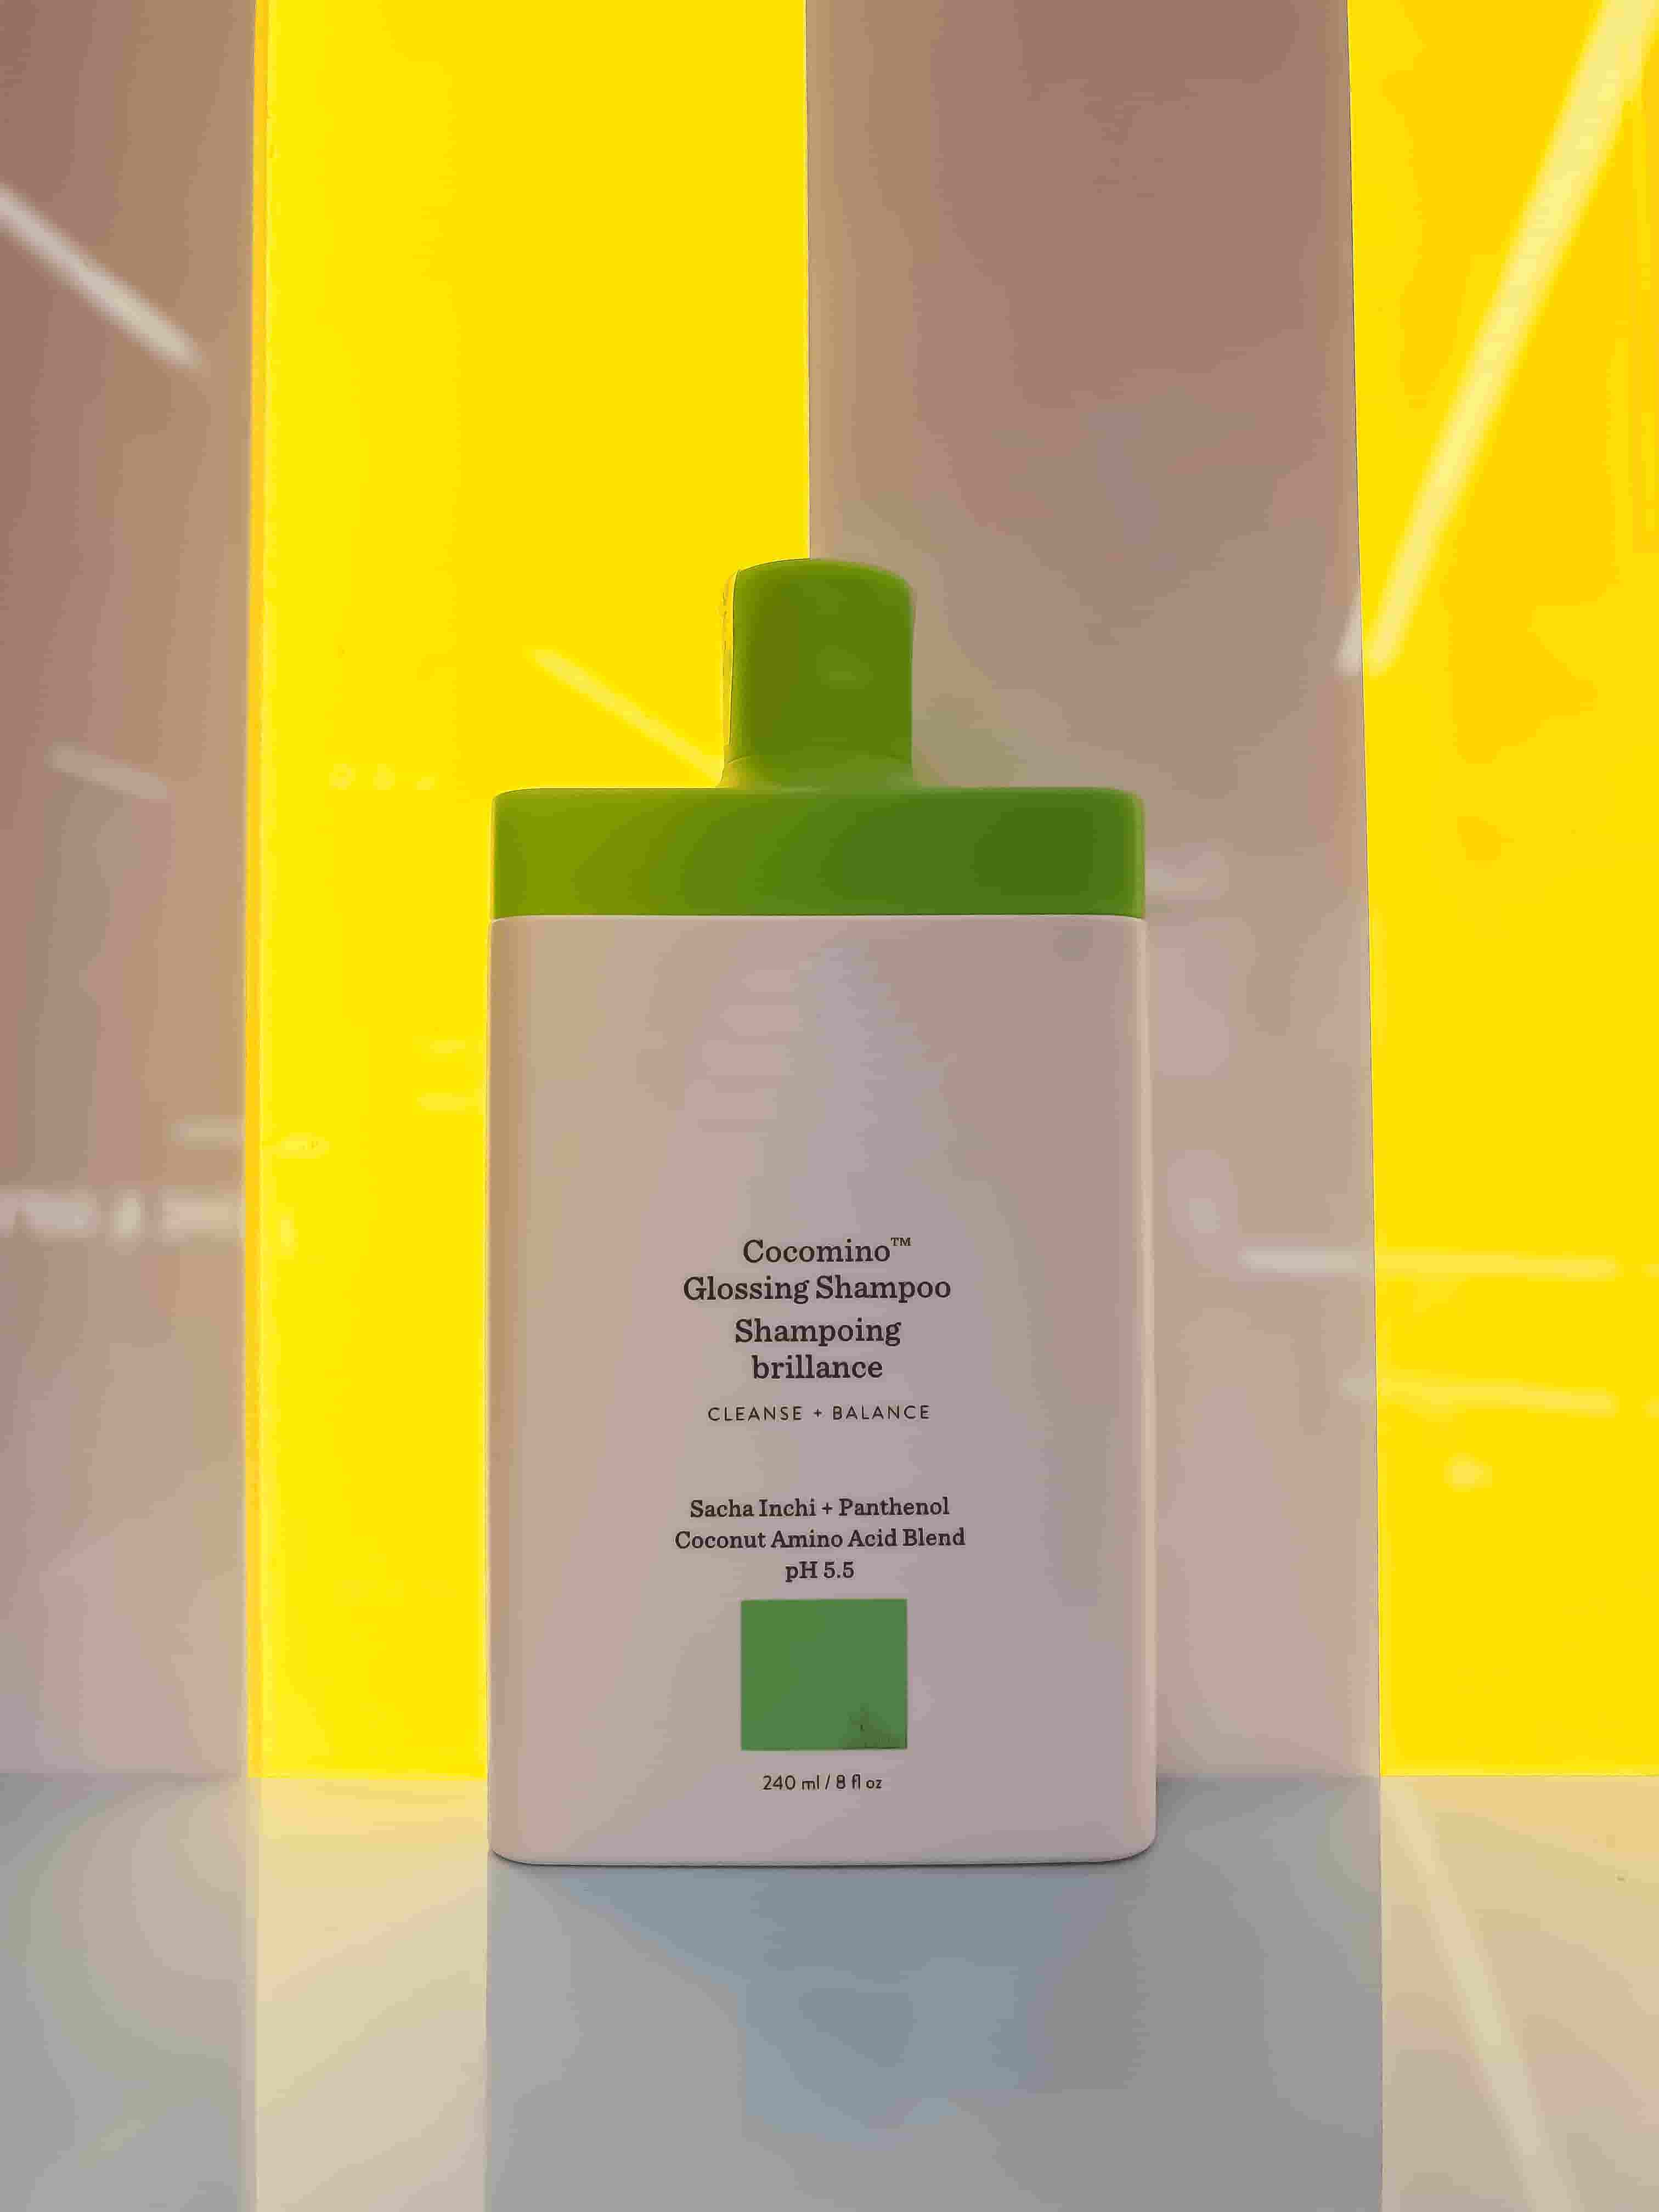 Cocomino™
Glossing Shampoo
Shampoing
brillance
CLEANSE + BALANCE
Sacha Inchi + Panthenol
Coconut Amino Acid Blend
pH 5.5
240 ml / 8 fl oz